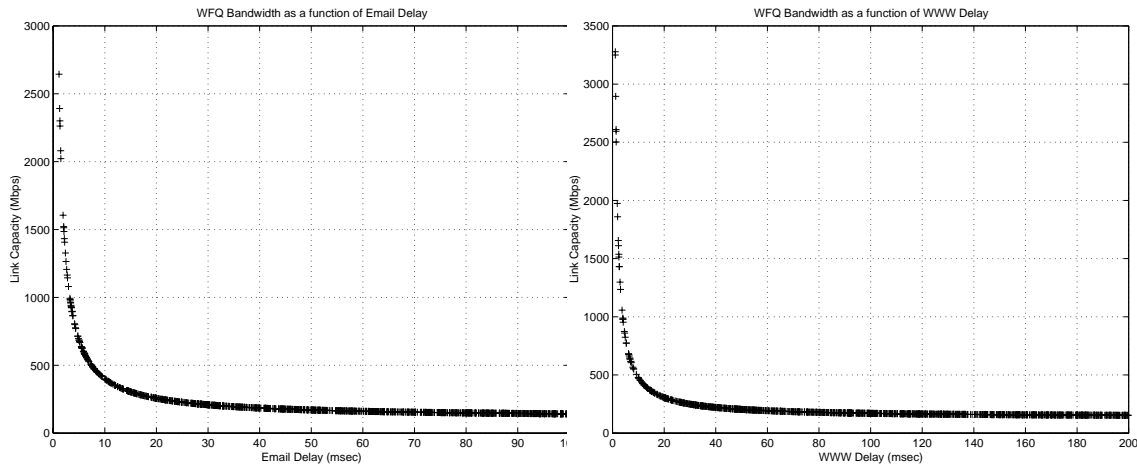 WFQ Bandwidth as a function of Email Delay
3000
2500
2000
1500
1000
500
0
Link Capacity (Mbps)
0 10 20 30 40 50 60 70 80 90 10
Email Delay (msec)
WFQ Bandwidth as a function of WWW Delay
3500
3000
2500
2000
1500
1000
500
0
Link Capacity (Mbps)
0 20 40 60 80 100 120 140 160 180 200
WWW Delay (msec)